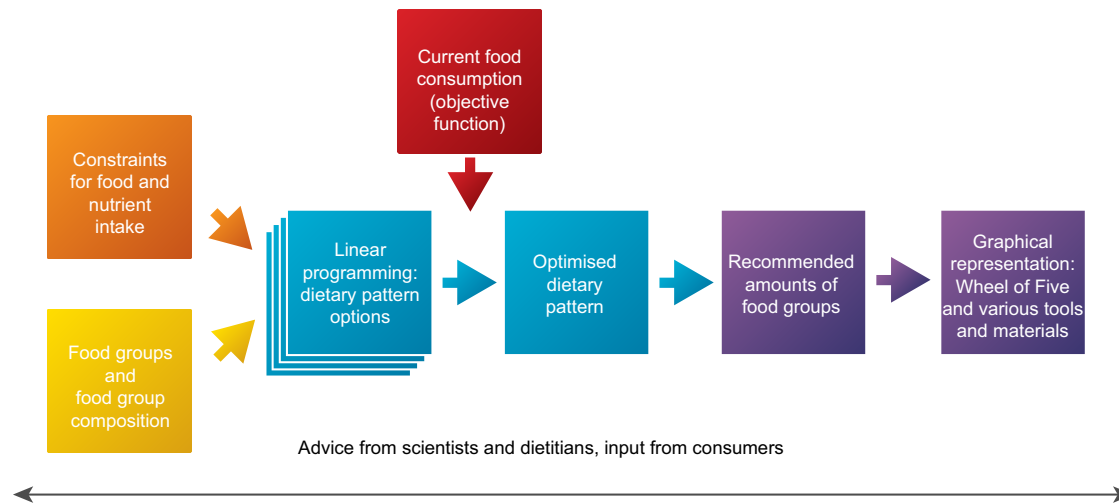 Current food
consumption
(objective
function)
Constraints
for food and
nutrient
intake
Linear
programming:
dietary pattern
options
Optimised
dietary
pattern
Recommended
amounts of
food groups
Graphical
representation:
Wheel of Five
and various tools
and materials
Food groups
and
food group
composition
Advice from scientists and dietitians, input from consumers